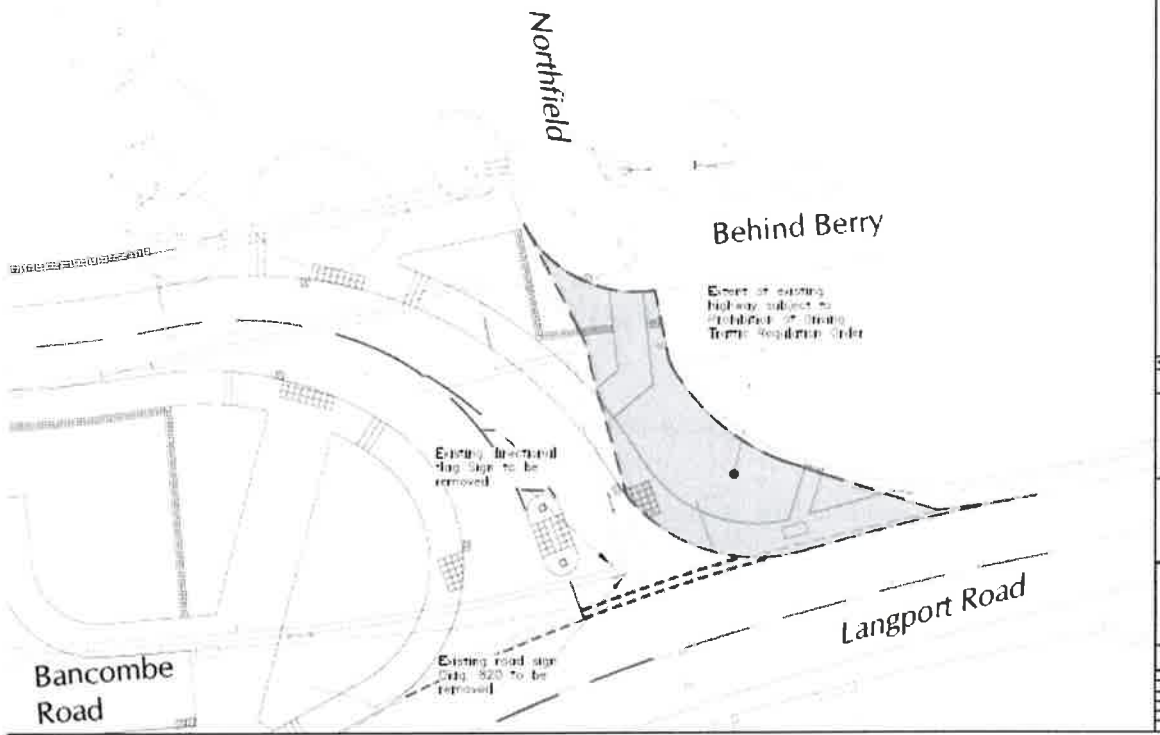 Northfield
Behind Berry
Extent of existing
highway subject to
Prohibition of Driving
Traffic Regulation Order
Existing directional
flag Sign to be
removed
Langport Road
Existing road sign
820 to be
removed
Bancombe
Road